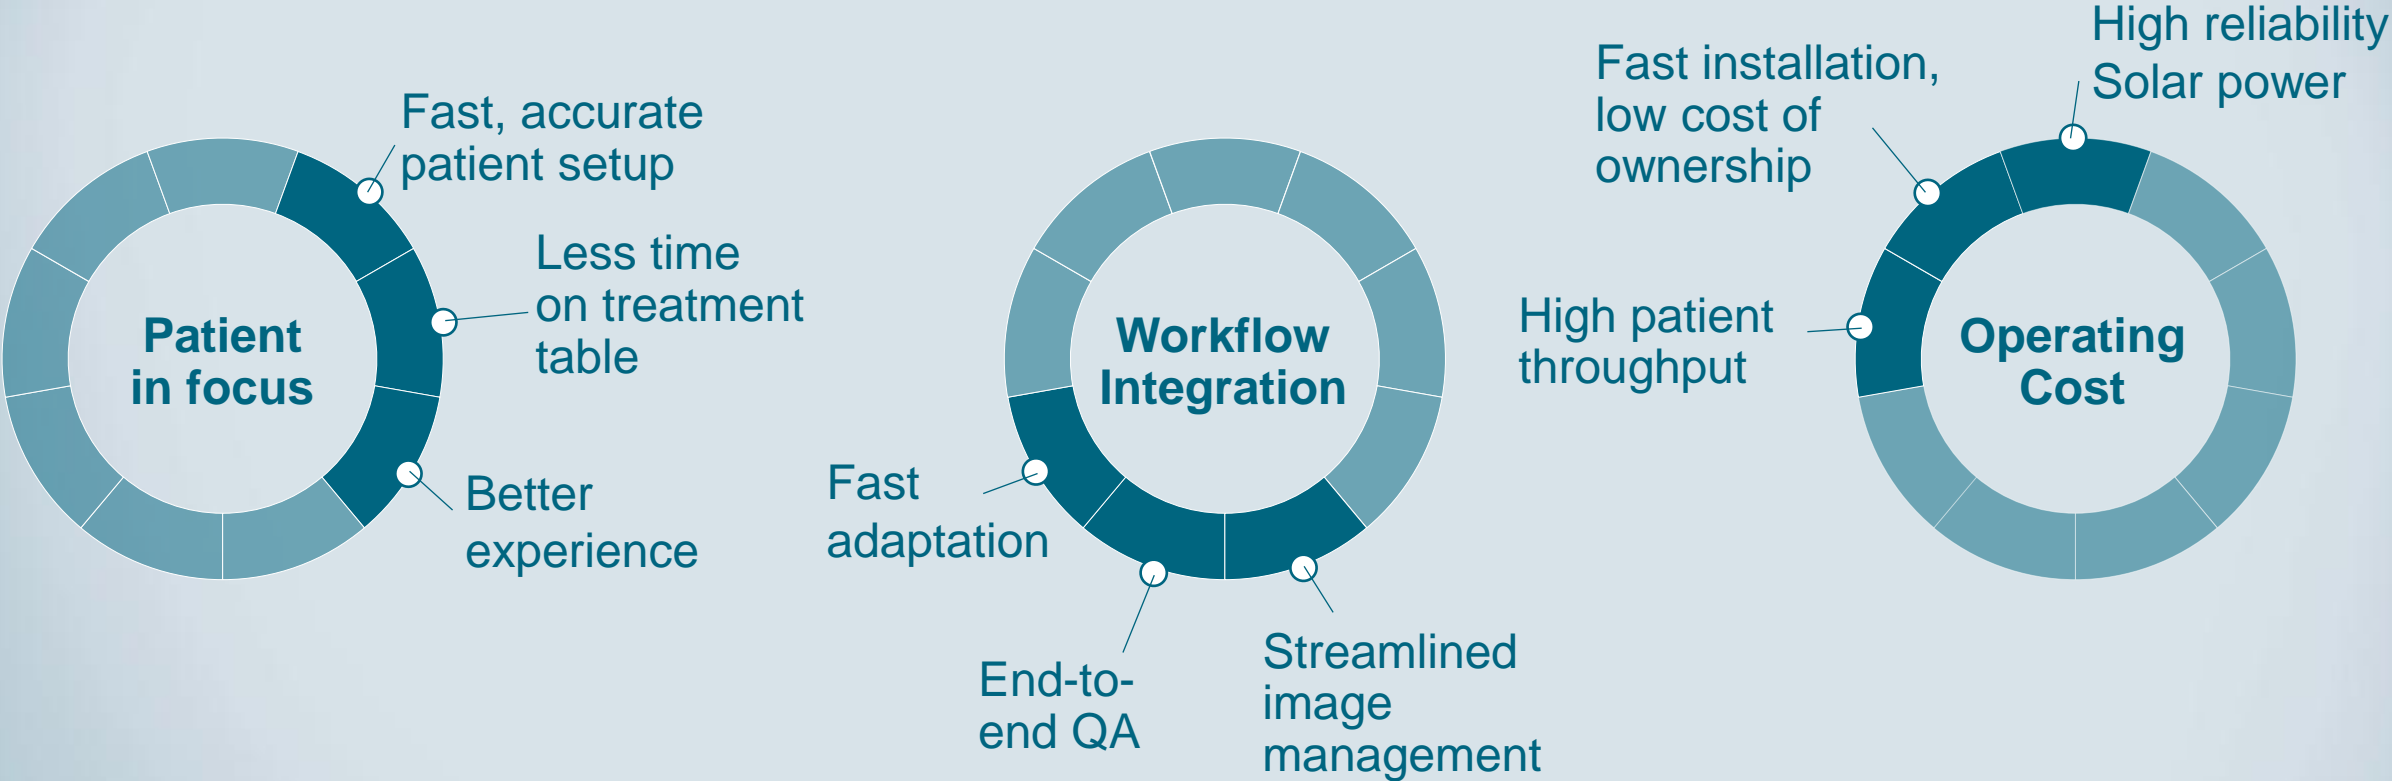 Fast, accurate
patient setup
Less time
on treatment
table
Patient
in focus
Better
experience
Workflow
Integration
Fast
adaptation
End-to-
end QA
Streamlined
image
management
High reliability
Solar power
Fast installation,
low cost of
ownership
High patient
throughput
Operating
Cost